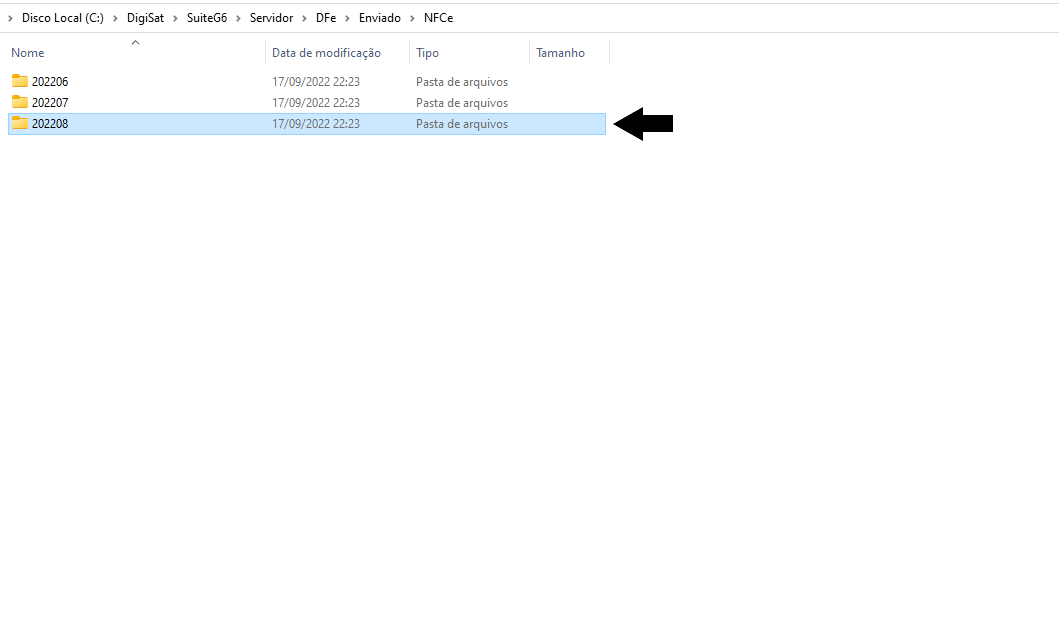 Disco Local (C:) > DigiSat > SuiteG6 > Servidor > DFe > Enviado > NFCe
Nome Data de modificação Tipo Tamanho
202206 17/09/2022 22:23 Pasta de arquivos
202207 17/09/2022 22:23 Pasta de arquivos
202208 17/09/2022 22:23 Pasta de arquivos